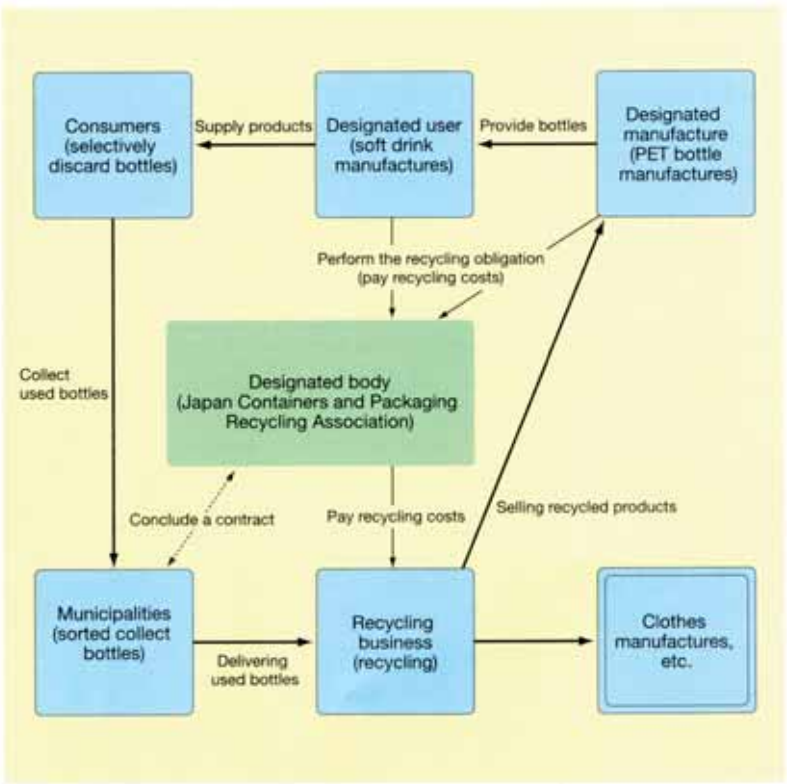 Consumers
(selectively
discard bottles)
Supply products
Designated user
(soft drink
manufactures)
Provide bottles
Designated
manufacture
(PET bottle
manufactures)
Perform the recycling obligation
(pay recycling costs)
Collect
used bottles
Designated body
(Japan Containers and Packaging
Recycling Association)
Conclude a contract
Pay recycling costs
Selling recycled products
Municipalities
(sorted collect
bottles)
Delivering
used bottles
Recycling
business
(recycling)
Clothes
manufactures,
etc.